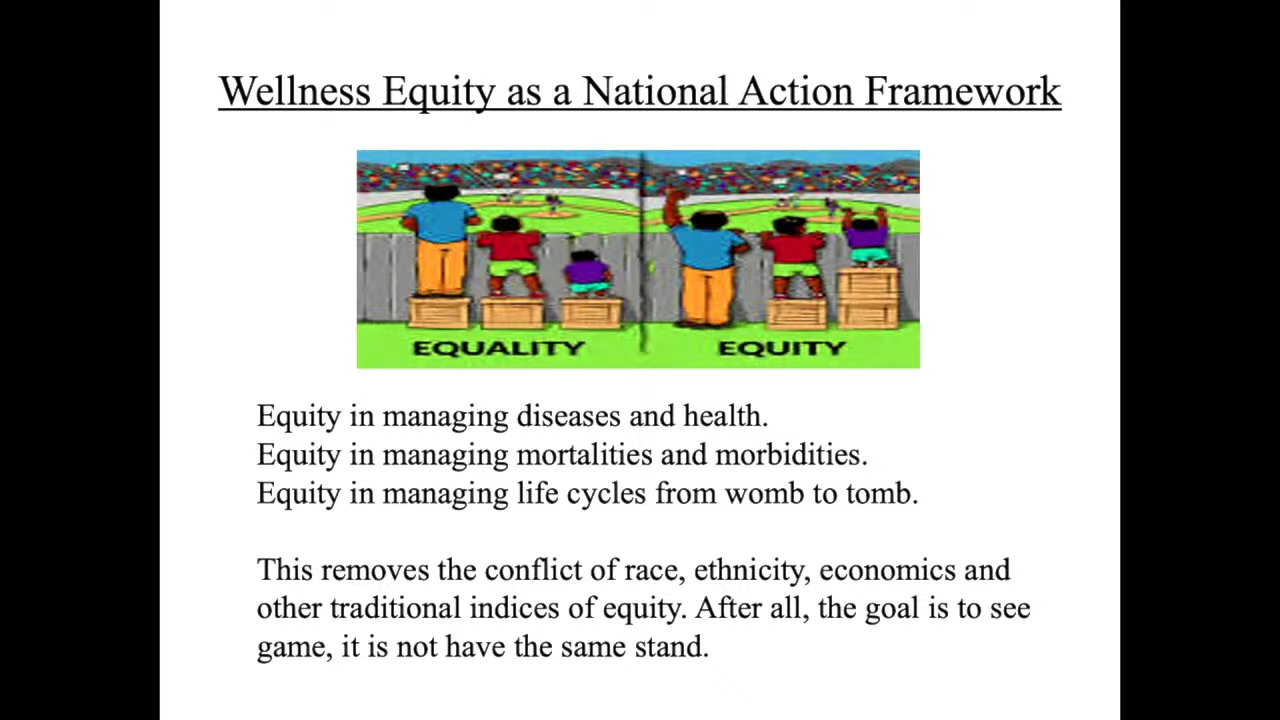 Wellness Equity as a National Action Framework
EQUALITY
EQUITY
Equity in managing diseases and health.
Equity in managing mortalities and morbidities.
Equity in managing life cycles from womb to tomb.
This removes the conflict of race, ethnicity, economics and
other traditional indices of equity. After all, the goal is to see
game, it is not have the same stand.